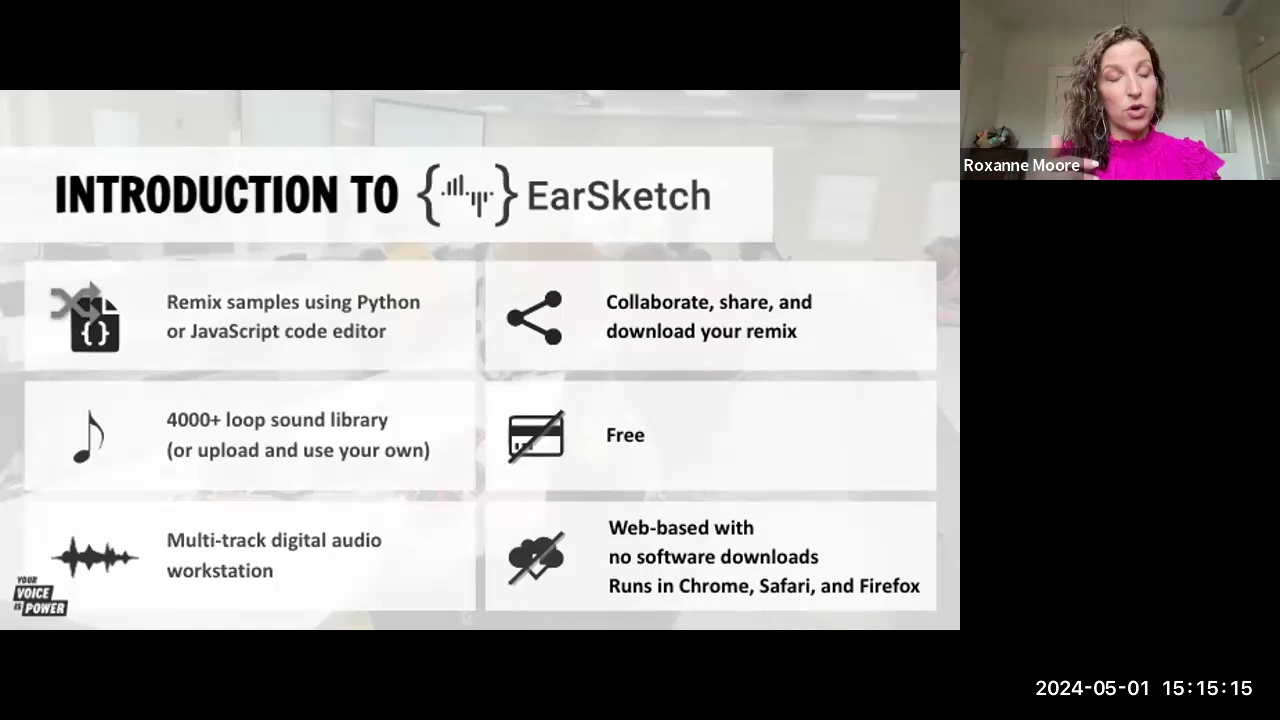 INTRODUCTION TO { } EarSketch
Remix samples using Python
or JavaScript code editor
{}
4000+ loop sound library
(or upload and use your own)
Multi-track digital audio
workstation
Collaborate, share, and
download your remix
Free
Web-based with
no software downloads
Runs in Chrome, Safari, and Firefox
YOUR
VOICE
IS POWER
Roxanne Moore
2024-05-01 15:15:15